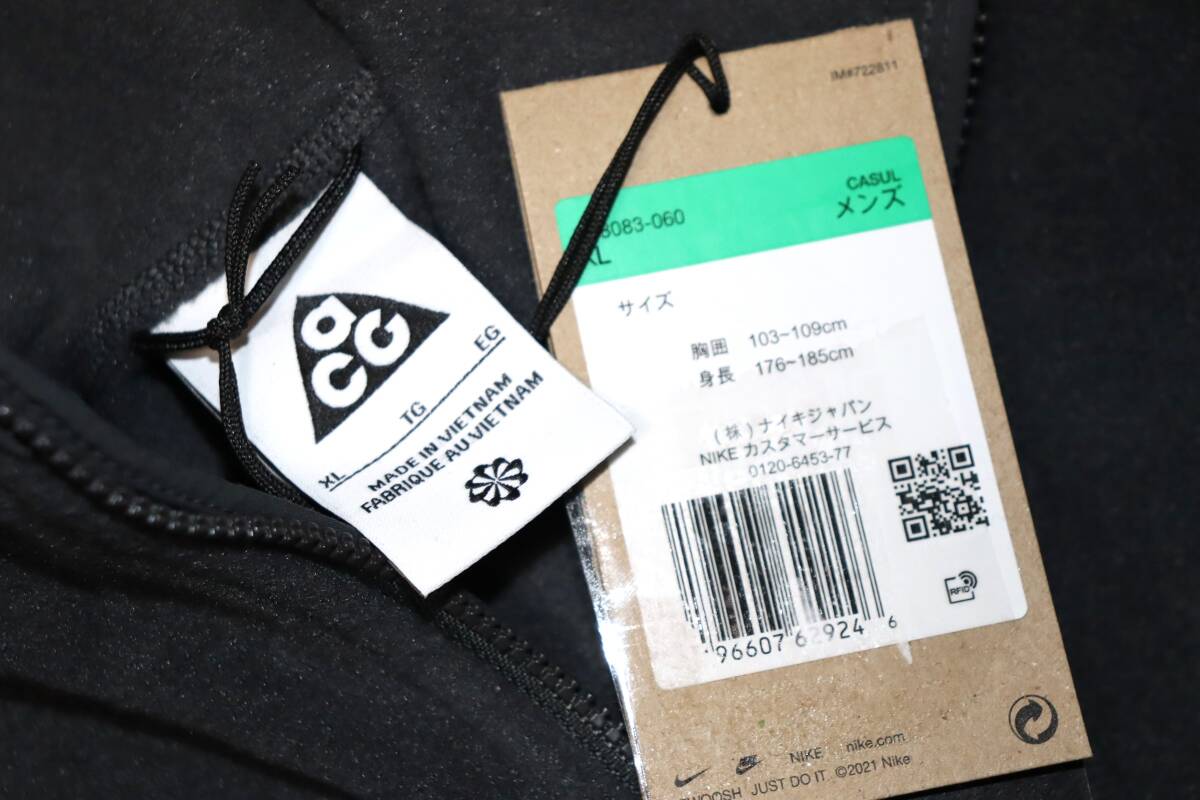 acg
XL TG EG
MADE IN VIETNAM
FABRIQUE AU VIETNAM
IM#722811
CASUL
8083-060 メンズ
XL
サイズ
胸囲 103~109cm
身長 176~185cm
(株)ナイキジャパン
NIKE カスタマーサービス
0120-6453-77
96607 62924 6
RFID
NIKE nike.com
SWOOSH JUST DO IT ©2021 Nike